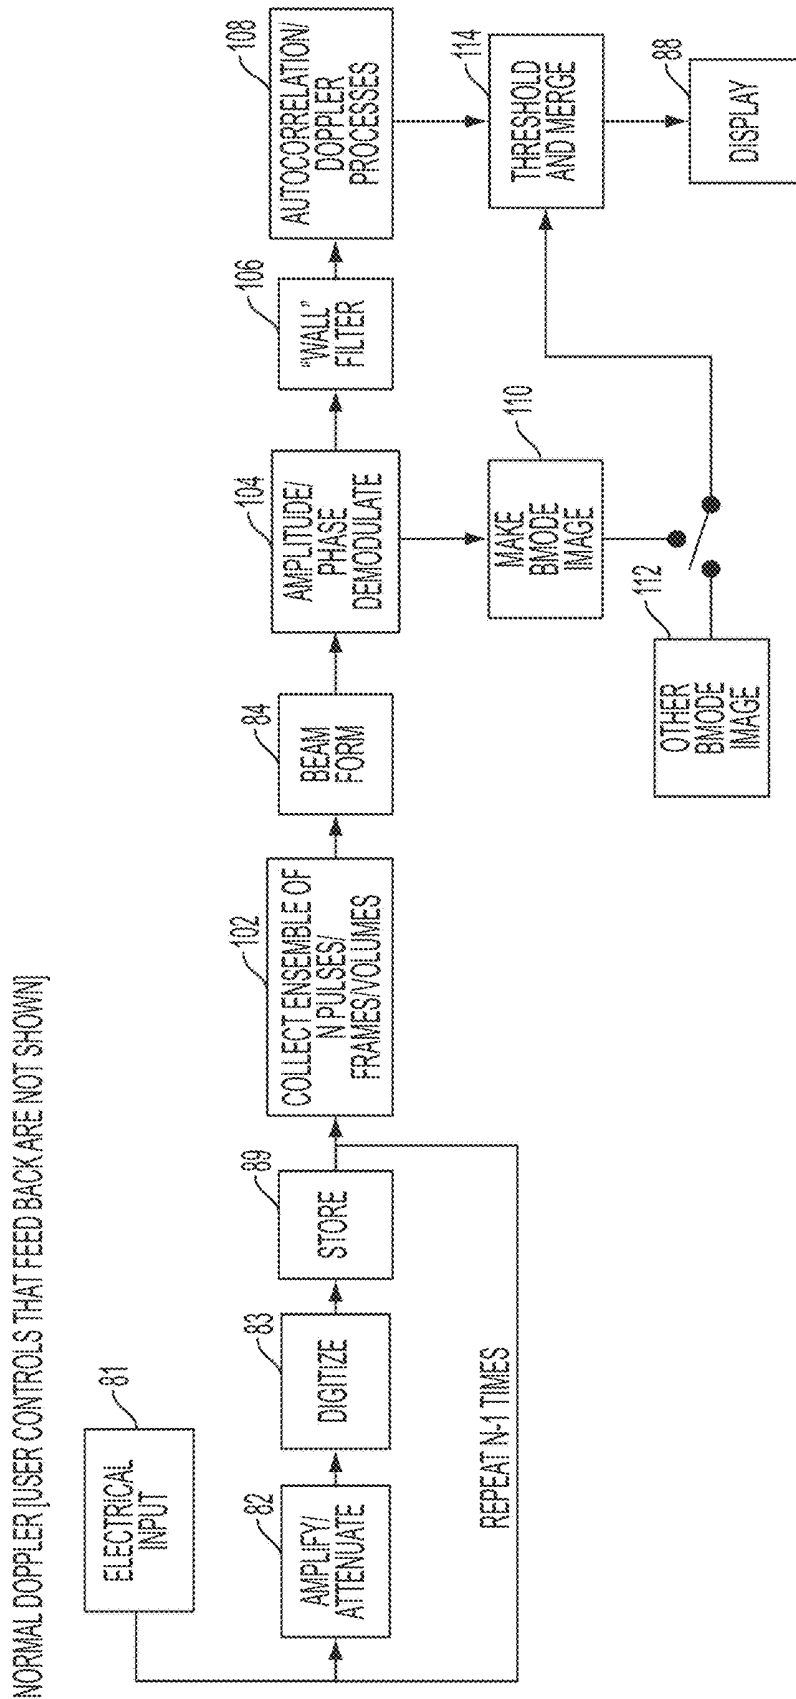 NORMAL DOPPLER [USER CONTROLS THAT FEED BACK ARE NOT SHOWN]
81
ELECTRICAL
INPUT
82
AMPLIFY/
ATTENUATE
83
DIGITIZE
89
STORE
REPEAT N-1 TIMES
102
COLLECT ENSEMBLE OF
N PULSES/
FRAMES/VOLUMES
84
BEAM
FORM
104
AMPLITUDE/
PHASE
DEMODULATE
106
"WALL"
FILTER
108
AUTOCORRELATION/
DOPPLER
PROCESSES
110
MAKE
BMODE
IMAGE
112
OTHER
BMODE
IMAGE
114
THRESHOLD
AND MERGE
88
DISPLAY